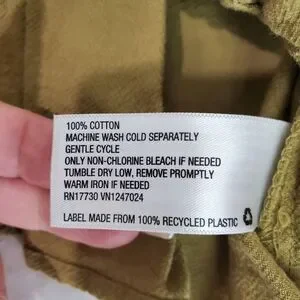 100% COTTON
MACHINE WASH COLD SEPARATELY
GENTLE CYCLE
ONLY NON-CHLORINE BLEACH IF NEEDED
TUMBLE DRY LOW, REMOVE PROMPTLY
WARM IRON IF NEEDED
RN17730 VN1247024
LABEL MADE FROM 100% RECYCLED PLASTIC